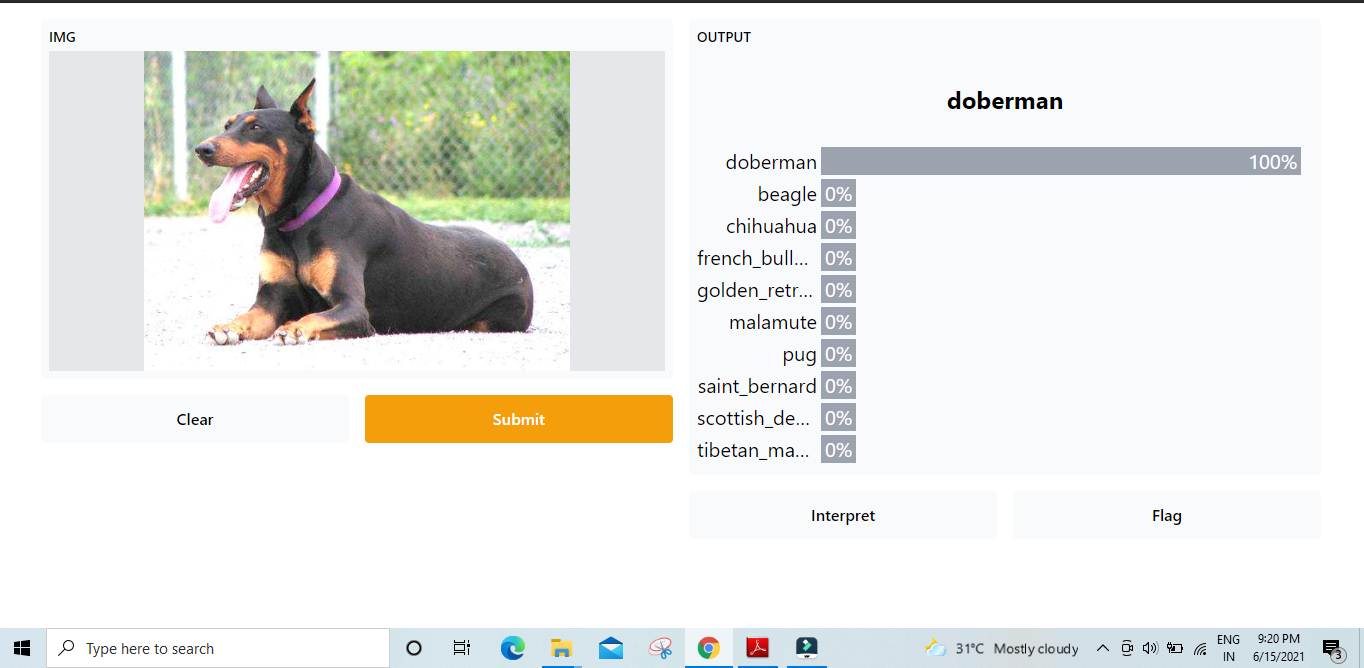 IMG
OUTPUT
doberman
doberman 100%
beagle 0%
chihuahua 0%
french_bull... 0%
golden_retr... 0%
malamute 0%
pug 0%
saint_bernard 0%
scottish_de... 0%
tibetan_ma... 0%
Clear
Submit
Interpret
Flag
Type here to search
31°C Mostly cloudy
ENG
IN
9:20 PM
6/15/2021
3